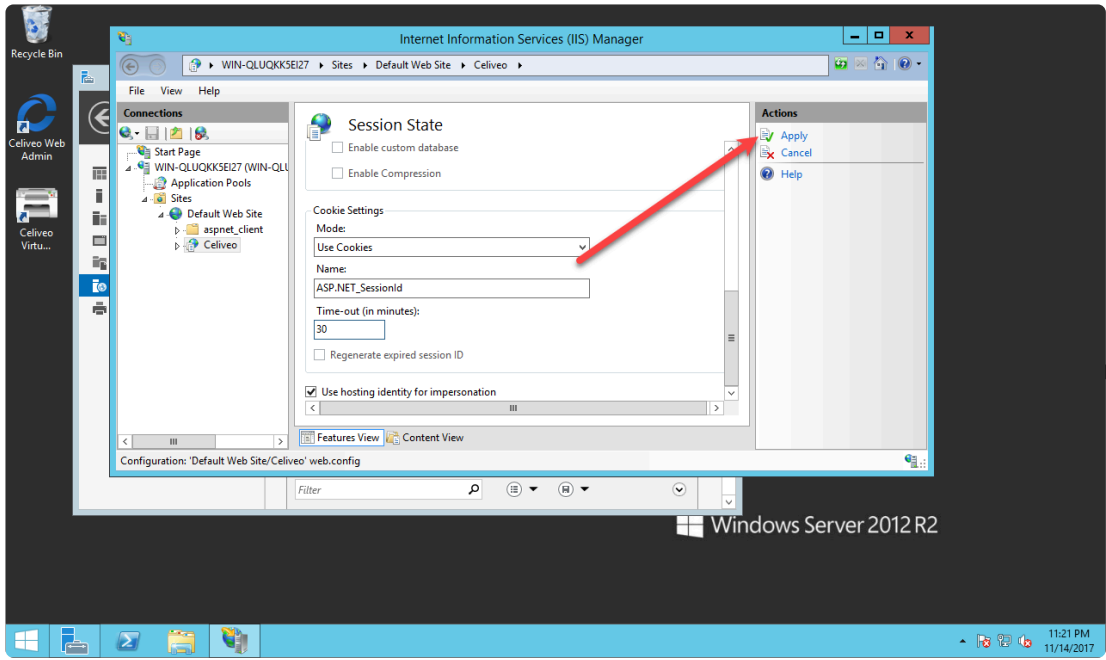 Recycle Bin
Celiveo Web
Admin
Celiveo
Virtu...
Internet Information Services (IIS) Manager
WIN-QLUQKK5EI27 Sites Default Web Site Celiveo
File View Help
Connections
Start Page
WIN-QLUQKK5EI27 (WIN-QLU
Application Pools
Sites
Default Web Site
aspnet_client
Celiveo
Session State
Enable custom database
Enable Compression
Cookie Settings
Mode:
Use Cookies
Name:
ASP.NET_SessionId
Time-out (in minutes):
30
Regenerate expired session ID
Use hosting identity for impersonation
Features View Content View
Actions
Apply
Cancel
Help
Configuration: 'Default Web Site/Celiveo' web.config
Filter
Windows Server 2012 R2
11:21 PM
11/14/2017